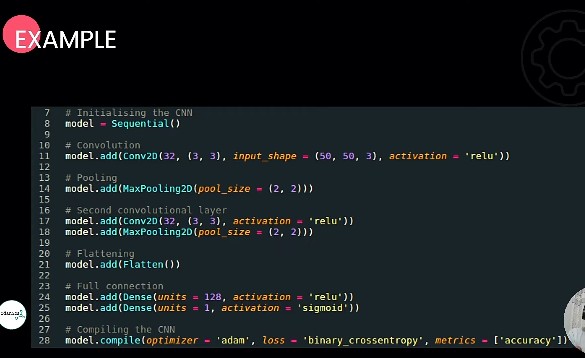 EXAMPLE
7 # Initialising the CNN
8 model = Sequential()
9
10 # Convolution
11 model.add(Conv2D(32, (3, 3), input_shape = (50, 50, 3), activation = 'relu'))
12
13 # Pooling
14 model.add(MaxPooling2D(pool_size = (2, 2)))
15
16 # Second convolutional layer
17 model.add(Conv2D(32, (3, 3), activation = 'relu'))
18 model.add(MaxPooling2D(pool_size = (2, 2)))
19
20 # Flattening
21 model.add(Flatten())
22
23 # Full connection
24 model.add(Dense(units = 128, activation = 'relu'))
25 model.add(Dense(units = 1, activation = 'sigmoid'))
26
27 # Compiling the CNN
28 model.compile(optimizer = 'adam', loss = 'binary_crossentropy', metrics = ['accuracy'])